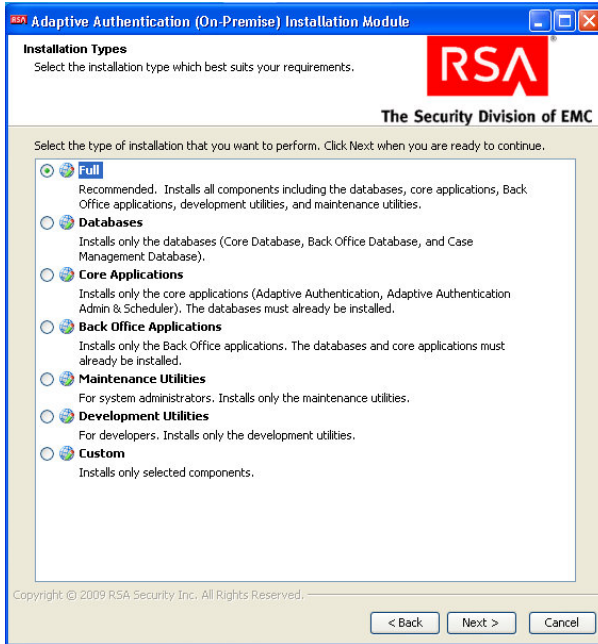 RSA Adaptive Authentication (On-Premise) Installation Module
Installation Types
Select the installation type which best suits your requirements.
RSA
®
The Security Division of EMC
Select the type of installation that you want to perform. Click Next when you are ready to continue.
Full
Recommended. Installs all components including the databases, core applications, Back
Office applications, development utilities, and maintenance utilities.
Databases
Installs only the databases (Core Database, Back Office Database, and Case
Management Database).
Core Applications
Installs only the core applications (Adaptive Authentication, Adaptive Authentication
Admin & Scheduler). The databases must already be installed.
Back Office Applications
Installs only the Back Office applications. The databases and core applications must
already be installed.
Maintenance Utilities
For system administrators. Installs only the maintenance utilities.
Development Utilities
For developers. Installs only the development utilities.
Custom
Installs only selected components.
Copyright © 2009 RSA Security Inc. All Rights Reserved.
< Back Next > Cancel